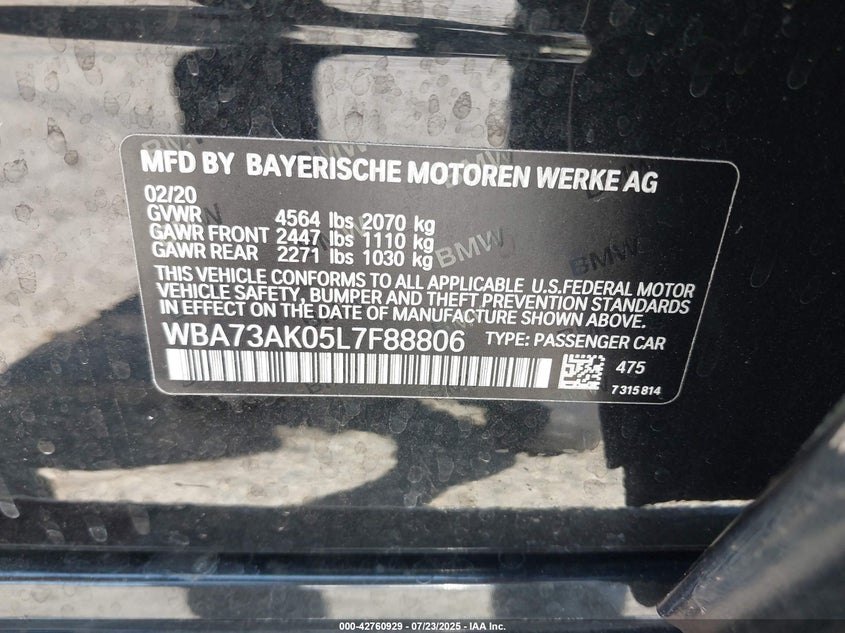 MFD BY BAYERISCHE MOTOREN WERKE AG
02/20
GVWR 4564 lbs 2070 kg
GAWR FRONT 2447 lbs 1110 kg
GAWR REAR 2271 lbs 1030 kg
THIS VEHICLE CONFORMS TO ALL APPLICABLE U.S.FEDERAL MOTOR
VEHICLE SAFETY, BUMPER AND THEFT PREVENTION STANDARDS
IN EFFECT ON THE DATE OF MANUFACTURE SHOWN ABOVE.
WBA73AK05L7F88806 TYPE: PASSENGER CAR
475
7 315 814
000-42760929 / 07/23/2025 - IAA Inc.